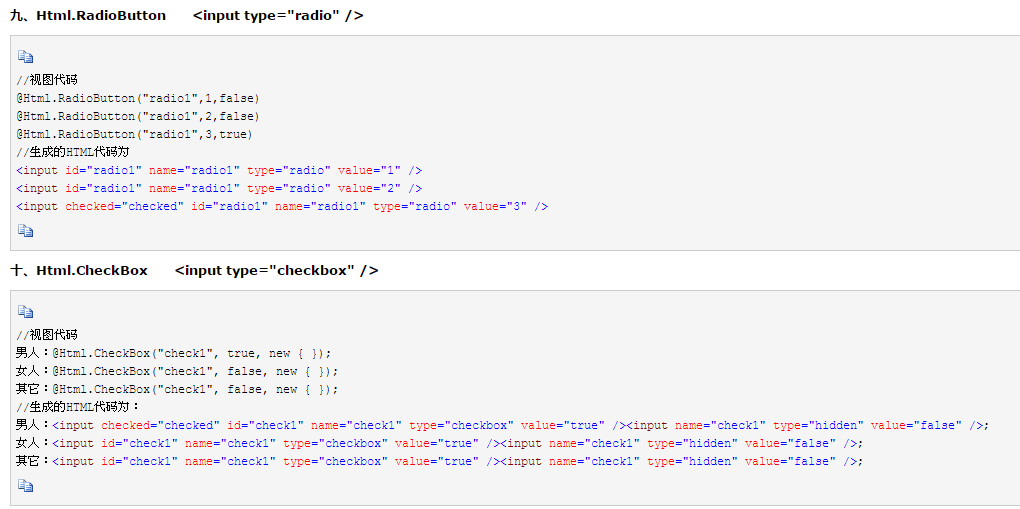 九、Html.RadioButton <input type="radio" />
//视图代码
@Html.RadioButton("radio1",1,false)
@Html.RadioButton("radio1",2,false)
@Html.RadioButton("radio1",3,true)
//生成的HTML代码为
<input id="radio1" name="radio1" type="radio" value="1" />
<input id="radio1" name="radio1" type="radio" value="2" />
<input checked="checked" id="radio1" name="radio1" type="radio" value="3" />
十、Html.CheckBox <input type="checkbox" />
//视图代码
男人：@Html.CheckBox("check1", true, new { });
女人：@Html.CheckBox("check1", false, new { });
其它：@Html.CheckBox("check1", false, new { });
//生成的HTML代码为：
男人：<input checked="checked" id="check1" name="check1" type="checkbox" value="true" /><input name="check1" type="hidden" value="false" />;
女人：<input id="check1" name="check1" type="checkbox" value="true" /><input name="check1" type="hidden" value="false" />;
其它：<input id="check1" name="check1" type="checkbox" value="true" /><input name="check1" type="hidden" value="false" />;